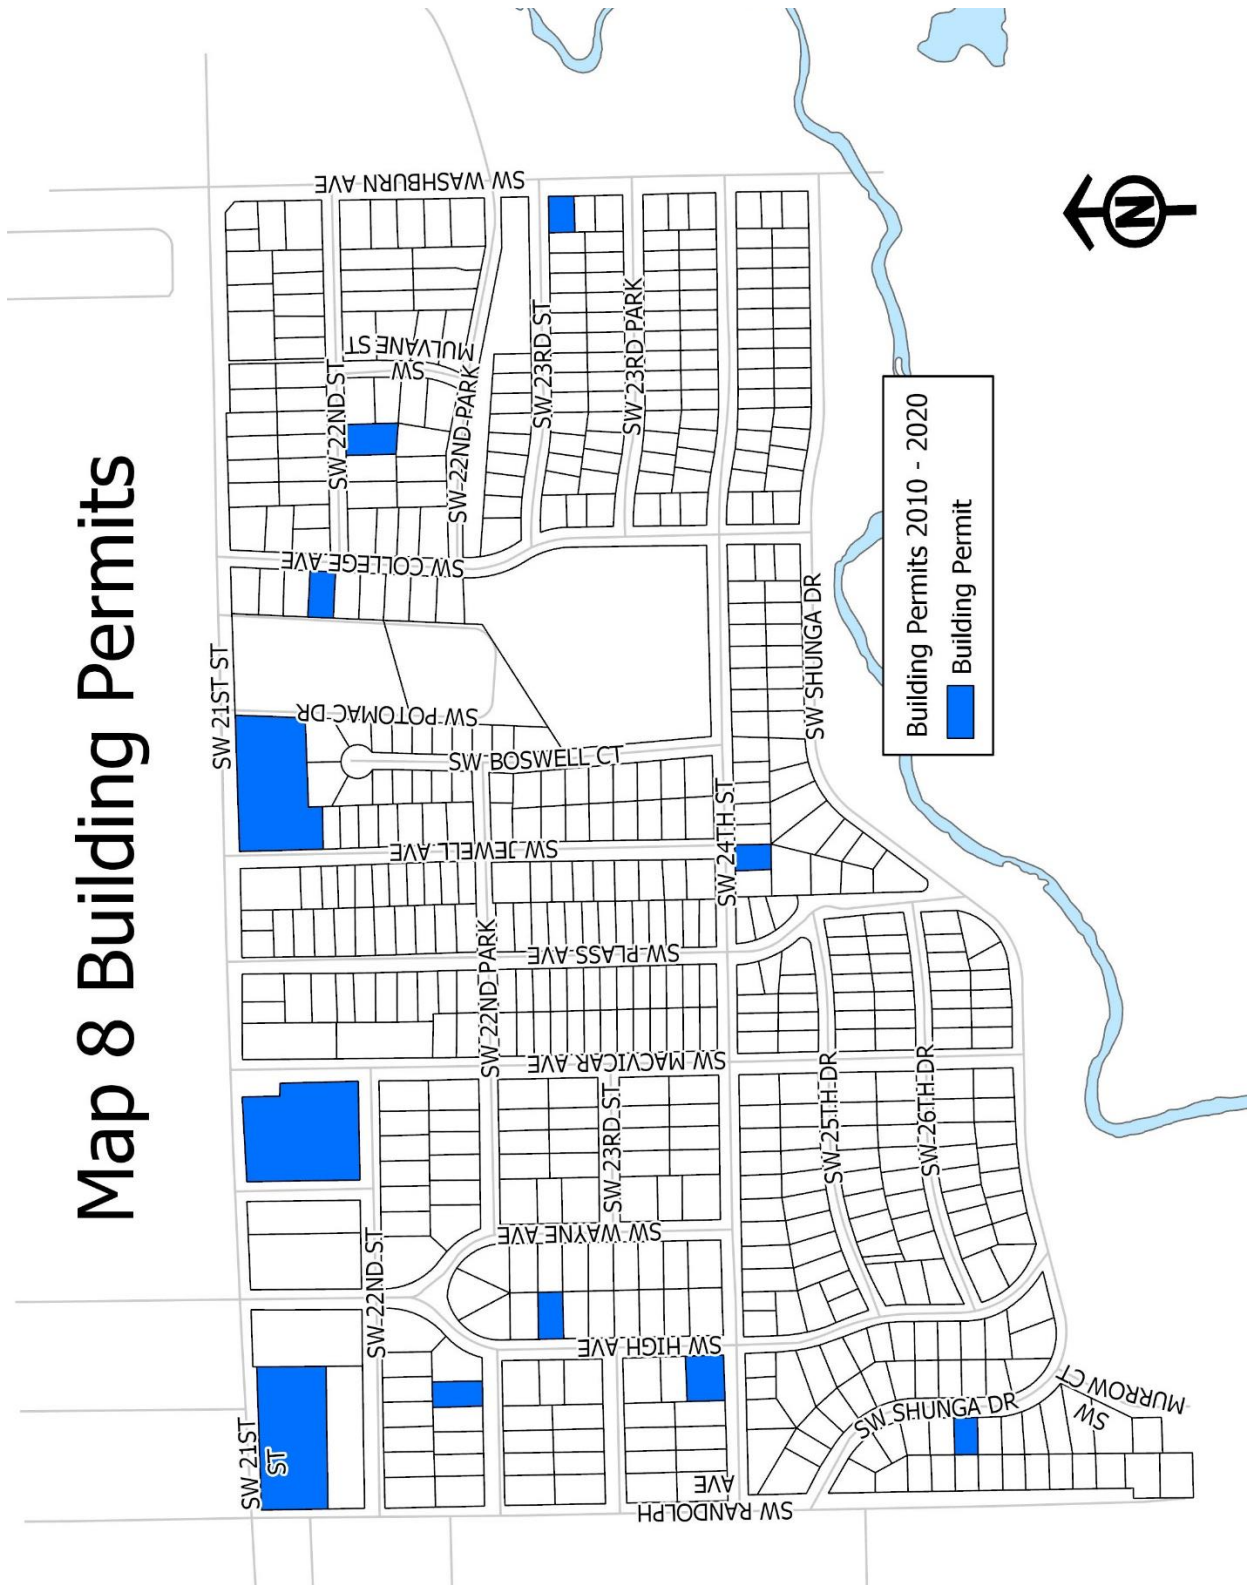 Map 8 Building Permits
SW 21ST
ST
SW 21ST ST
SW 22ND ST
SW 22ND ST
SW 22ND PARK
SW 22ND PARK
SW 23RD ST
SW 23RD ST
SW 23RD PARK
SW 24TH ST
SW 25TH DR
SW 26TH DR
SW SHUNGA DR
SW SHUNGA DR
SW RANDOLPH
AVE
SW HIGH AVE
SW WAYNE AVE
SW MACVICAR AVE
SW PLASS AVE
SW JEWELL AVE
SW BOSWELL CT
SW POTOMAC DR
SW COLLEGE AVE
SW
MULVANE ST
SW WASHBURN AVE
SW
MURROW CT
Building Permits 2010 - 2020
Building Permit
N